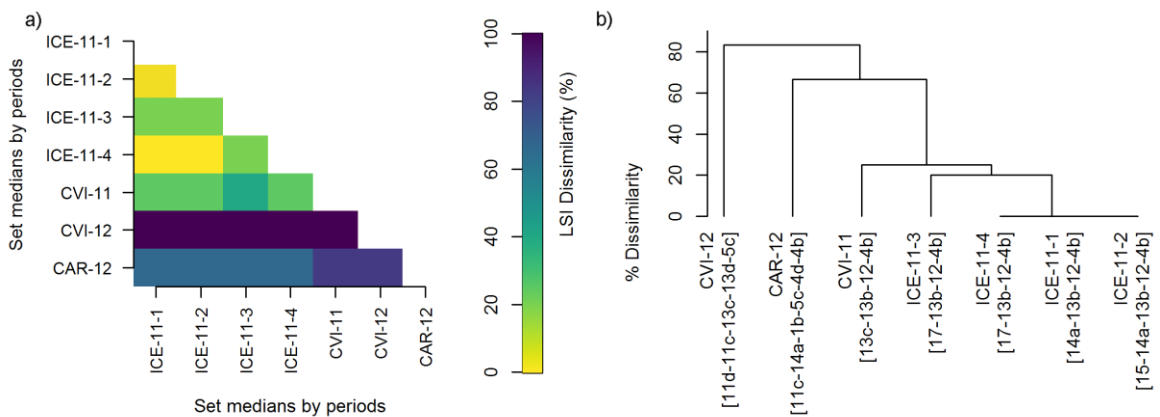 a)
Set medians by periods
ICE-11-1
ICE-11-2
ICE-11-3
ICE-11-4
CVI-11
CVI-12
CAR-12
ICE-11-1
ICE-11-2
ICE-11-3
ICE-11-4
CVI-11
CVI-12
CAR-12
Set medians by periods
100
80
60
40
20
0
LSI Dissimilarity (%)
b)
% Dissimilarity
80
60
40
20
0
CVI-12
[11d-11c-13c-13d-5c]
CAR-12
[11c-14a-1b-5c-4d-4b]
CVI-11
[13c-13b-12-4b]
ICE-11-3
[17-13b-12-4b]
ICE-11-4
[17-13b-12-4b]
ICE-11-1
[14a-13b-12-4b]
ICE-11-2
[15-14a-13b-12-4b]